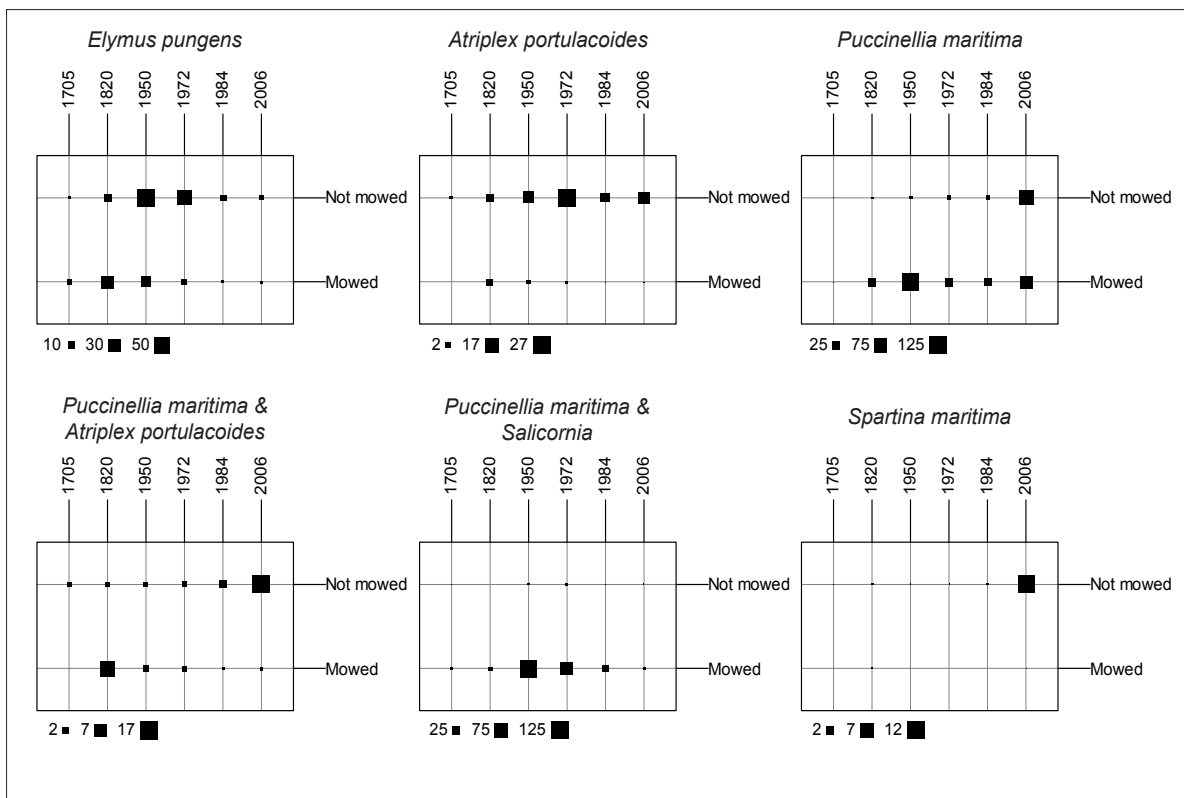 Elymus pungens
1705 1820 1950 1972 1984 2006
Not mowed
Mowed
10 30 50
Atriplex portulacoides
1705 1820 1950 1972 1984 2006
Not mowed
Mowed
2 17 27
Puccinellia maritima
1705 1820 1950 1972 1984 2006
Not mowed
Mowed
25 75 125
Puccinellia maritima &
Atriplex portulacoides
1705 1820 1950 1972 1984 2006
Not mowed
Mowed
2 7 17
Puccinellia maritima &
Salicornia
1705 1820 1950 1972 1984 2006
Not mowed
Mowed
25 75 125
Spartina maritima
1705 1820 1950 1972 1984 2006
Not mowed
Mowed
2 7 12